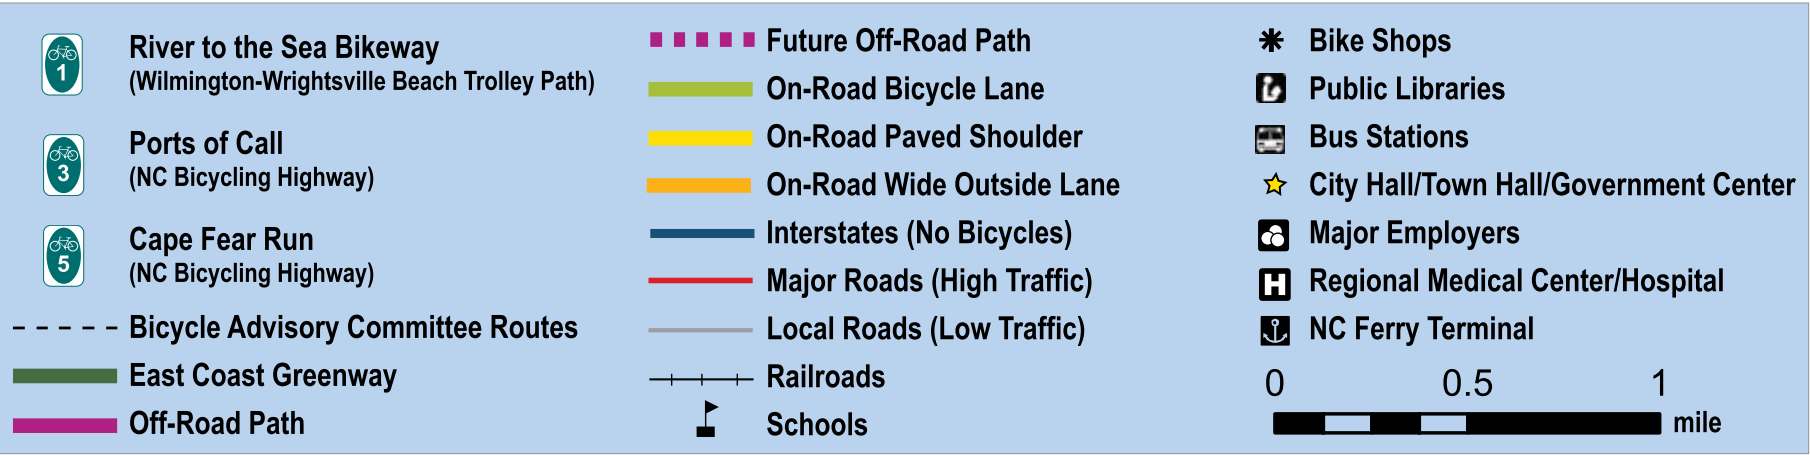 1
River to the Sea Bikeway
(Wilmington-Wrightsville Beach Trolley Path)
3
Ports of Call
(NC Bicycling Highway)
5
Cape Fear Run
(NC Bicycling Highway)
Bicycle Advisory Committee Routes
East Coast Greenway
Off-Road Path
Future Off-Road Path
On-Road Bicycle Lane
On-Road Paved Shoulder
On-Road Wide Outside Lane
Interstates (No Bicycles)
Major Roads (High Traffic)
Local Roads (Low Traffic)
Railroads
Schools
Bike Shops
Public Libraries
Bus Stations
City Hall/Town Hall/Government Center
Major Employers
H Regional Medical Center/Hospital
NC Ferry Terminal
0 0.5 1
mile